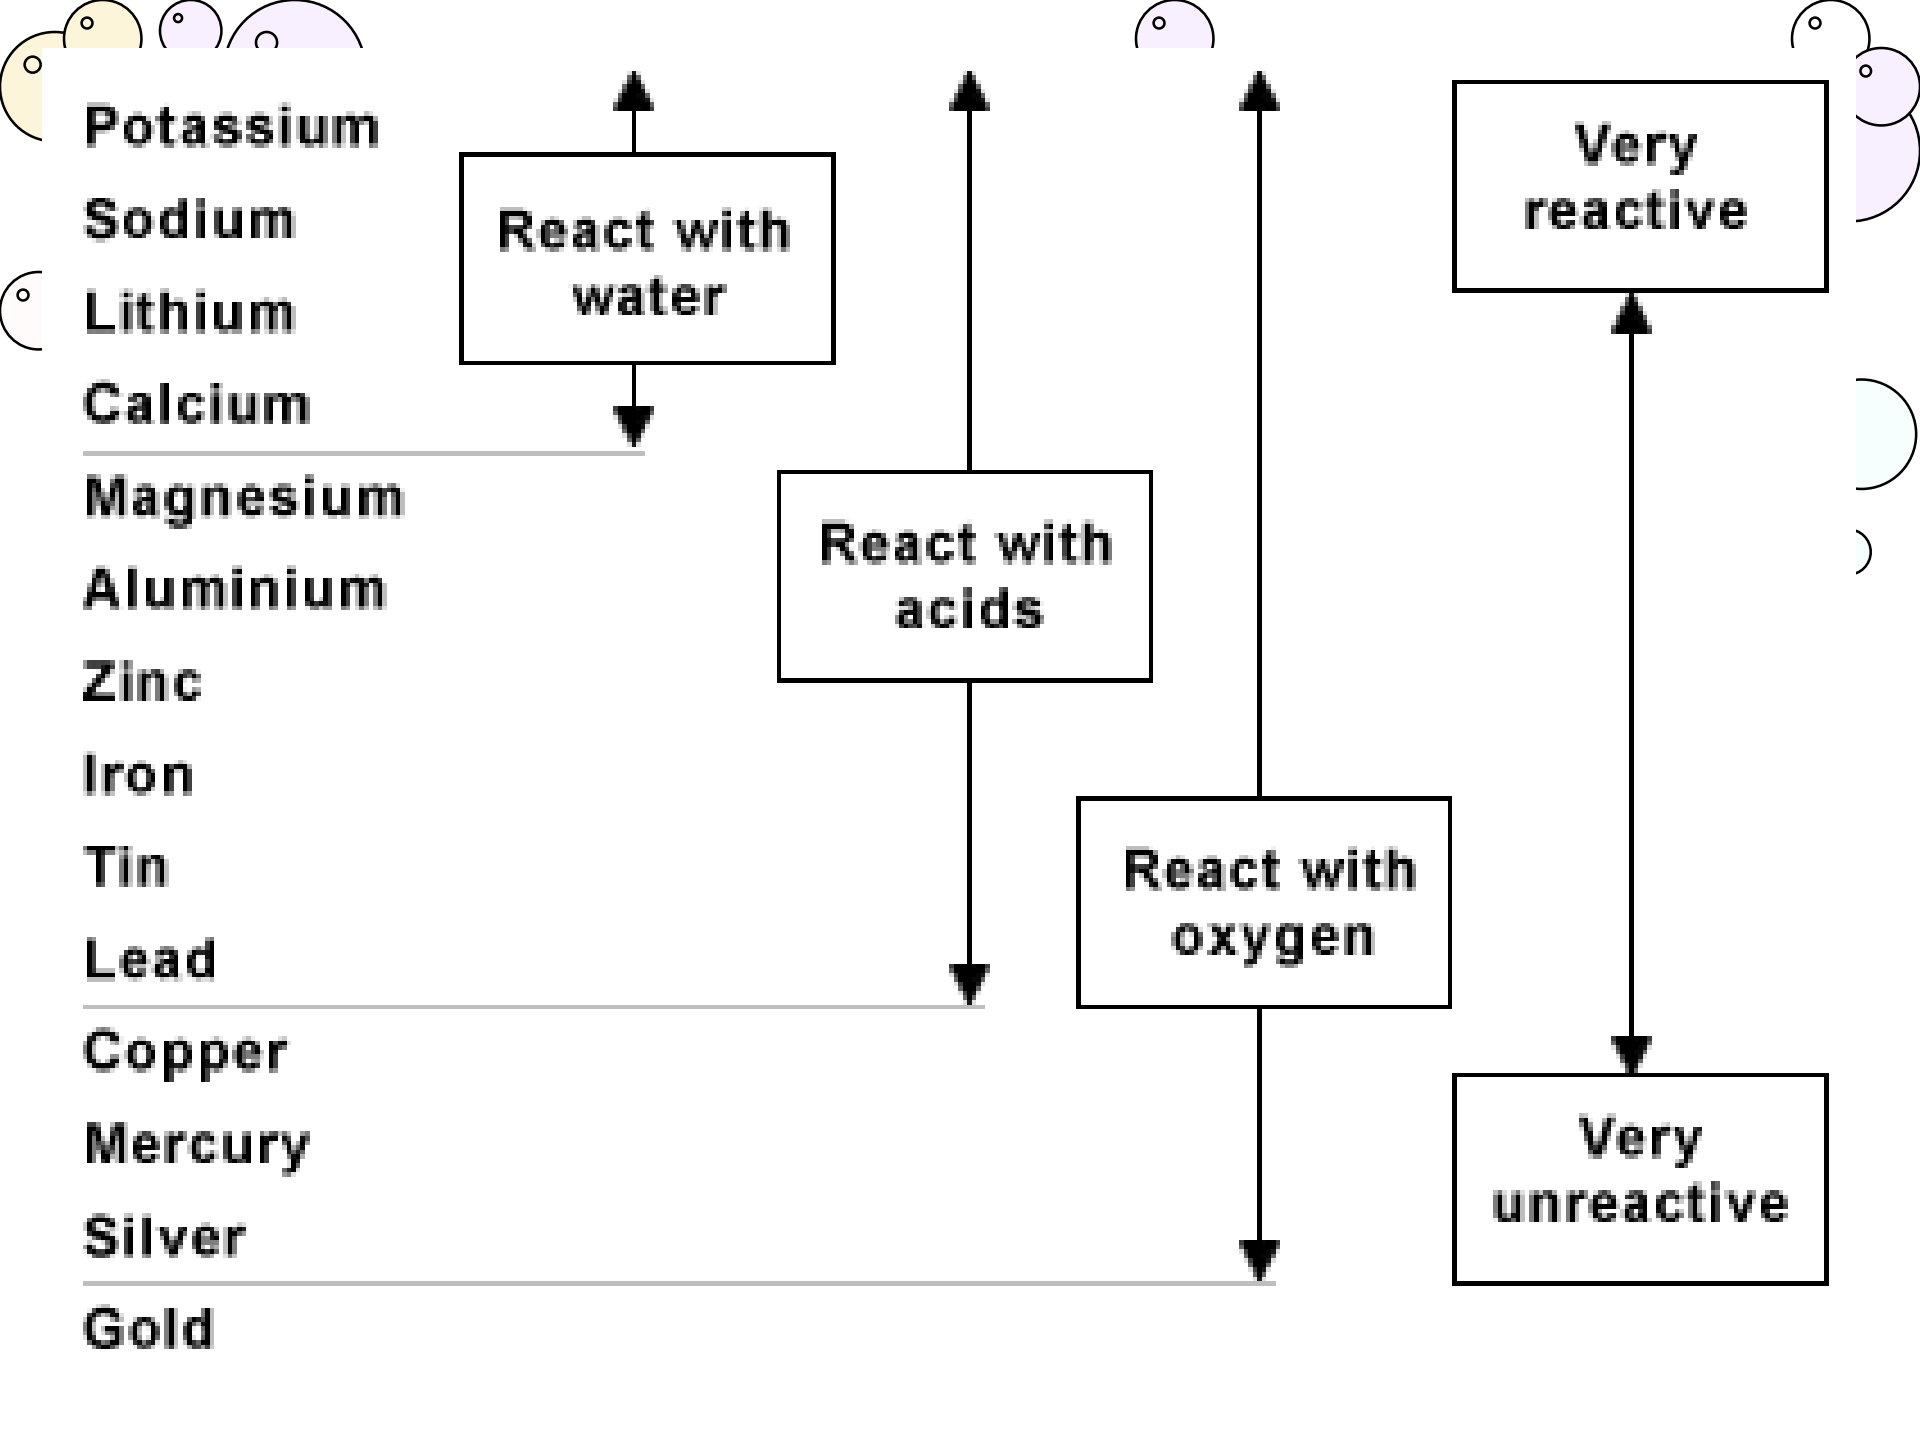 Potassium
Sodium
Lithium
Calcium
Magnesium
Aluminium
Zinc
Iron
Tin
Lead
Copper
Mercury
Silver
Gold
React with
water
React with
acids
React with
oxygen
Very
reactive
Very
unreactive